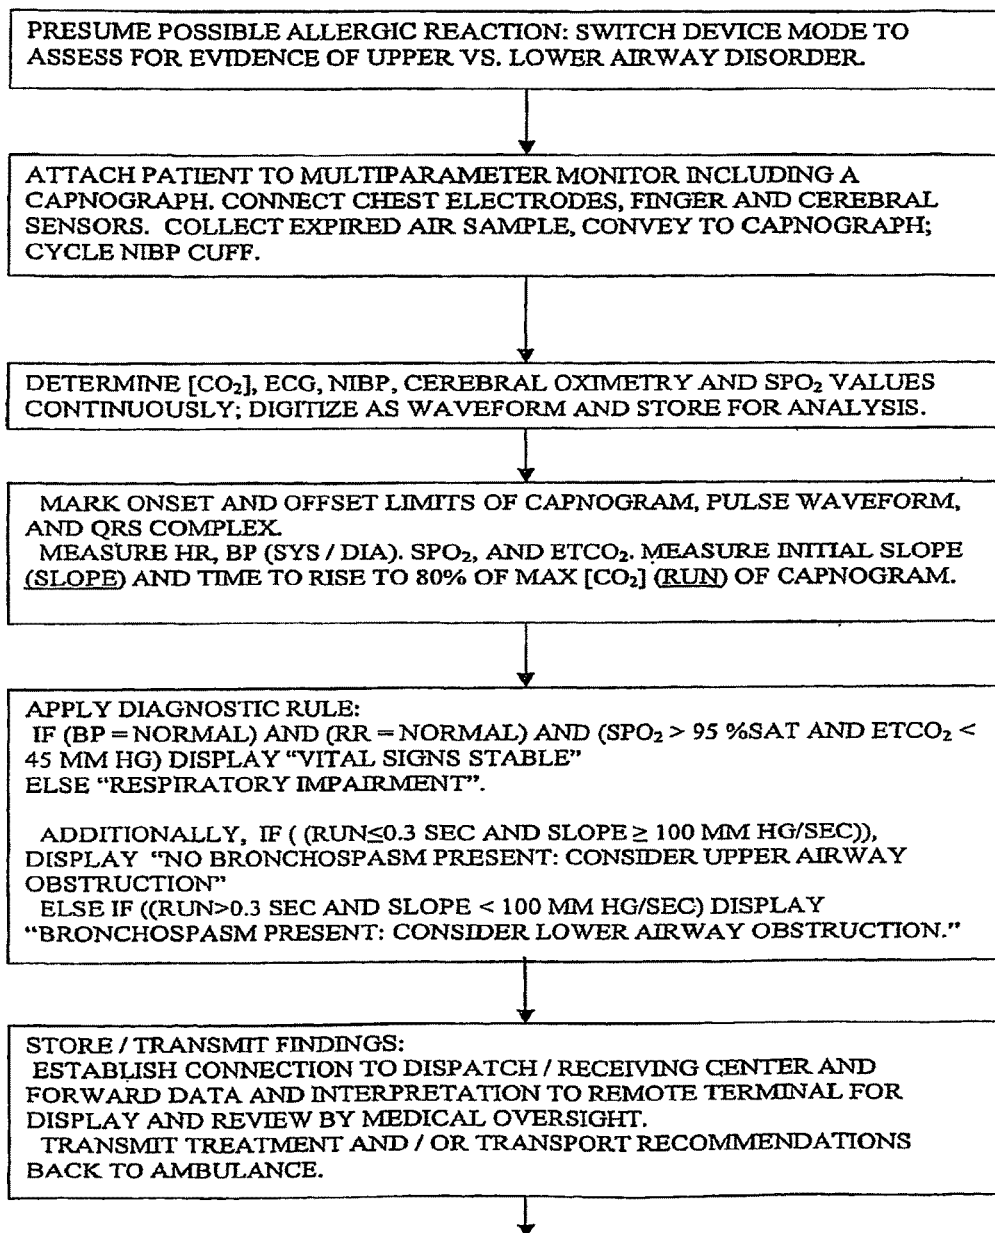 PRESUME POSSIBLE ALLERGIC REACTION: SWITCH DEVICE MODE TO
ASSESS FOR EVIDENCE OF UPPER VS. LOWER AIRWAY DISORDER.
ATTACH PATIENT TO MULTIPARAMETER MONITOR INCLUDING A
CAPNOGRAPH. CONNECT CHEST ELECTRODES, FINGER AND CEREBRAL
SENSORS. COLLECT EXPIRED AIR SAMPLE, CONVEY TO CAPNOGRAPH;
CYCLE NIBP CUFF.
DETERMINE [CO₂], ECG, NIBP, CEREBRAL OXIMETRY AND SPO₂ VALUES
CONTINUOUSLY; DIGITIZE AS WAVEFORM AND STORE FOR ANALYSIS.
MARK ONSET AND OFFSET LIMITS OF CAPNOGRAM, PULSE WAVEFORM,
AND QRS COMPLEX.
MEASURE HR, BP (SYS / DIA). SPO₂, AND ETCO₂. MEASURE INITIAL SLOPE
(SLOPE) AND TIME TO RISE TO 80% OF MAX [CO₂] (RUN) OF CAPNOGRAM.
APPLY DIAGNOSTIC RULE:
IF (BP = NORMAL) AND (RR = NORMAL) AND (SPO₂ > 95 %SAT AND ETCO₂ <
45 MM HG) DISPLAY “VITAL SIGNS STABLE”
ELSE “RESPIRATORY IMPAIRMENT”.
ADDITIONALLY, IF ( (RUN≤0.3 SEC AND SLOPE ≥ 100 MM HG/SEC)),
DISPLAY “NO BRONCHOSPASM PRESENT: CONSIDER UPPER AIRWAY
OBSTRUCTION”
ELSE IF ((RUN>0.3 SEC AND SLOPE < 100 MM HG/SEC) DISPLAY
“BRONCHOSPASM PRESENT: CONSIDER LOWER AIRWAY OBSTRUCTION.”
STORE / TRANSMIT FINDINGS:
ESTABLISH CONNECTION TO DISPATCH / RECEIVING CENTER AND
FORWARD DATA AND INTERPRETATION TO REMOTE TERMINAL FOR
DISPLAY AND REVIEW BY MEDICAL OVERSIGHT.
TRANSMIT TREATMENT AND / OR TRANSPORT RECOMMENDATIONS
BACK TO AMBULANCE.